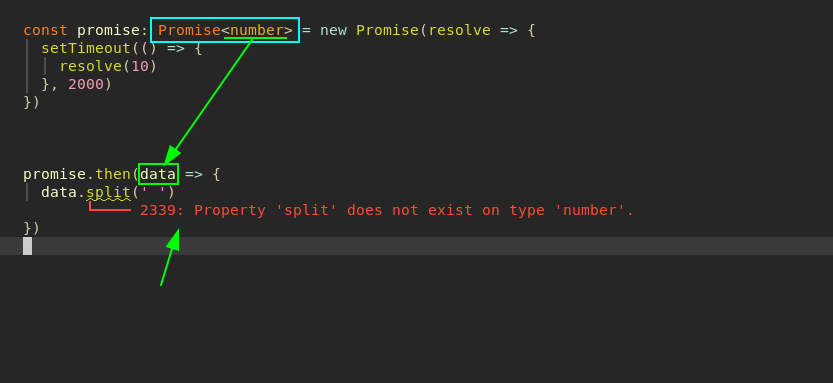 const promise: Promise<number> = new Promise(resolve => {
setTimeout(() => {
resolve(10)
}, 2000)
})
promise.then(data => {
data.split(' ')
2339: Property 'split' does not exist on type 'number'.
})